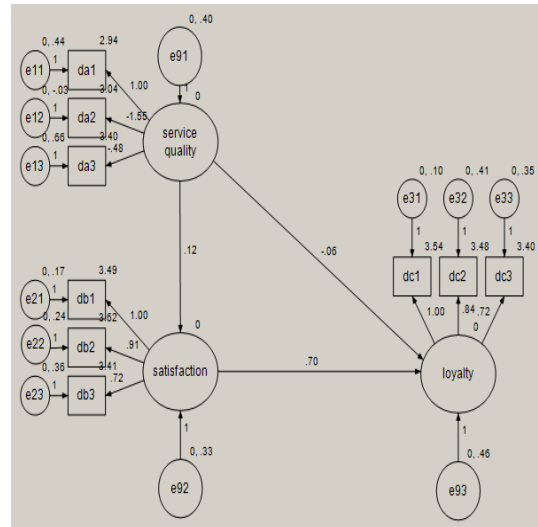 0, .40
0, .44
2.94
e91
e11
1
da1
1.00
1
0
0, -.03
3.04
e12
1
da2
-1.55
service
quality
0, .66
3.40
-.48
e13
1
da3
0, .10
0, .41
0, .35
e31
e32
e33
1
1
1
.12
-.06
3.54
3.48
3.40
0, .17
3.49
dc1
dc2
dc3
e21
1
db1
1.00
0
1.00
.84
.72
0
0, .24
3.62
e22
1
db2
.91
satisfaction
.70
loyalty
0, .36
3.41
.72
e23
1
db3
1
1
0, .33
0, .46
e92
e93